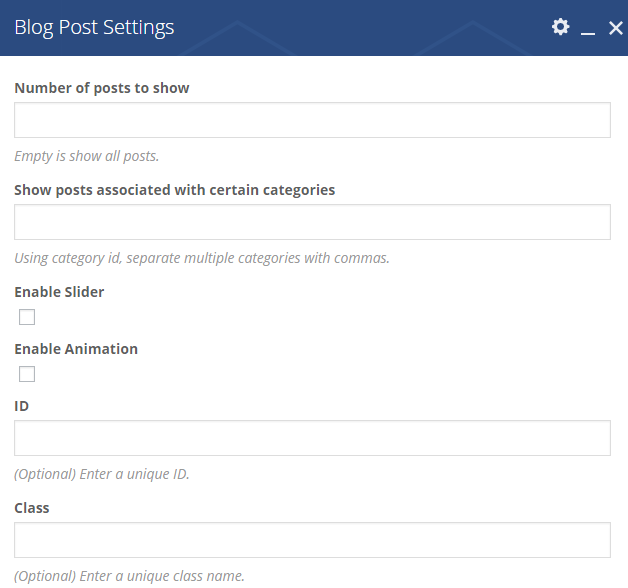 Blog Post Settings
Number of posts to show
Empty is show all posts.
Show posts associated with certain categories
Using category id, separate multiple categories with commas.
Enable Slider
Enable Animation
ID
(Optional) Enter a unique ID.
Class
(Optional) Enter a unique class name.